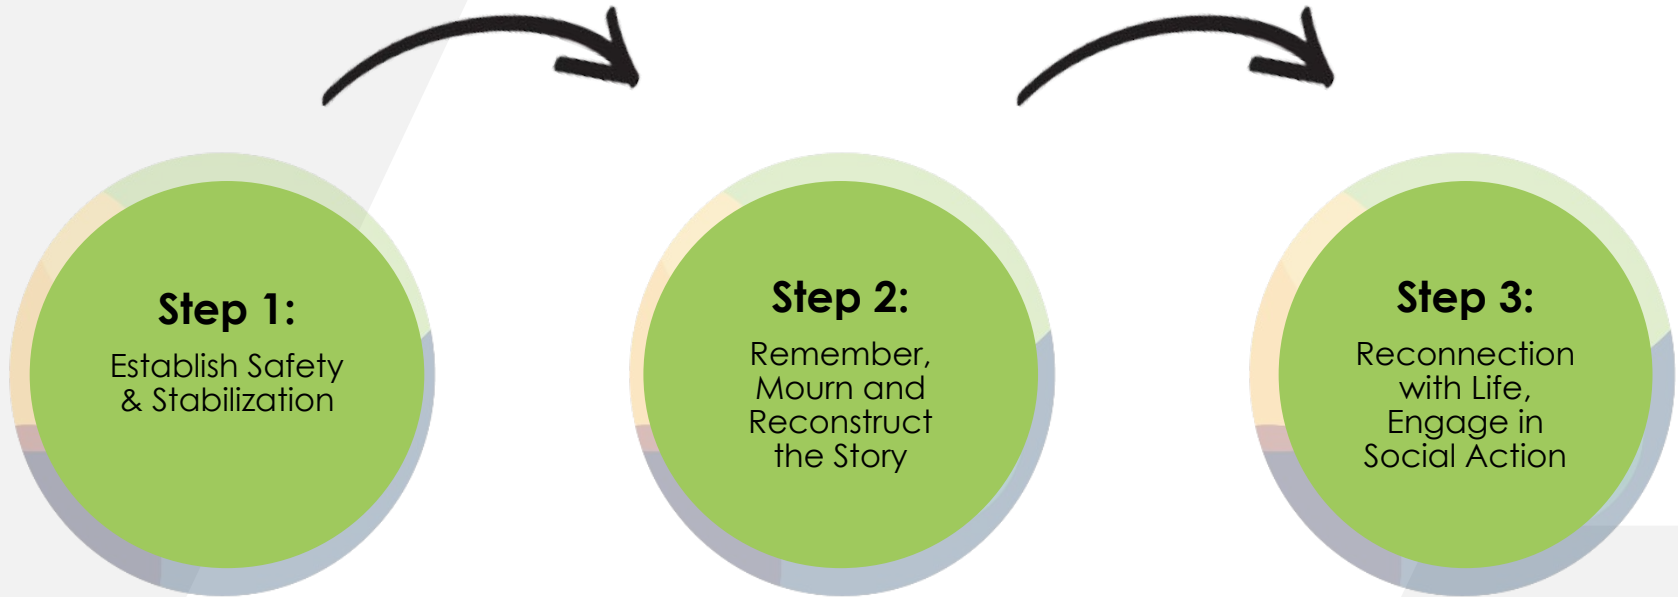 Step 1:
Establish Safety
& Stabilization
Step 2:
Remember,
Mourn and
Reconstruct
the Story
Step 3:
Reconnection
with Life,
Engage in
Social Action